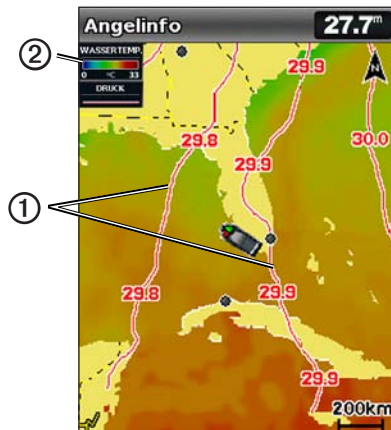 Angelinfo 27.7m
② WASSERTEMP.
0 °C 33
DRUCK
29.9
N
29.8
29.9
30.0
①
29.8
29.9
29.9
200km